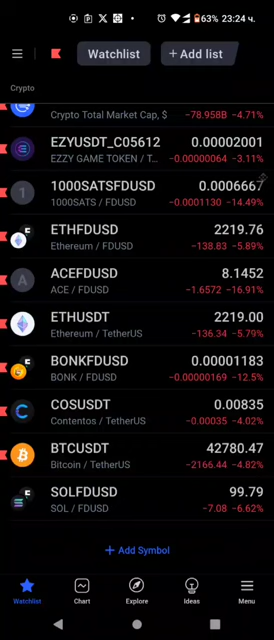 63% 23:24 ч.
Watchlist
+ Add list
Crypto
Crypto Total Market Cap, $ −78.958B −4.71%
EZYUSDT_C05612 0.00002001
EZZY GAME TOKEN / T... −0.00000064 −3.11%
1000SATSFDUSD 0.0006667
1000SATS / FDUSD −0.0001130 −14.49%
ETHFDUSD 2219.76
Ethereum / FDUSD −138.83 −5.89%
ACEFDUSD 8.1452
ACE / FDUSD −1.6572 −16.91%
ETHUSDT 2219.00
Ethereum / TetherUS −136.34 −5.79%
BONKFDUSD 0.00001183
BONK / FDUSD −0.00000169 −12.5%
COSUSDT 0.00835
Contentos / TetherUS −0.00035 −4.02%
BTCUSDT 42780.47
Bitcoin / TetherUS −2166.44 −4.82%
SOLFDUSD 99.79
SOL / FDUSD −7.08 −6.62%
+ Add Symbol
Watchlist Chart Explore Ideas Menu